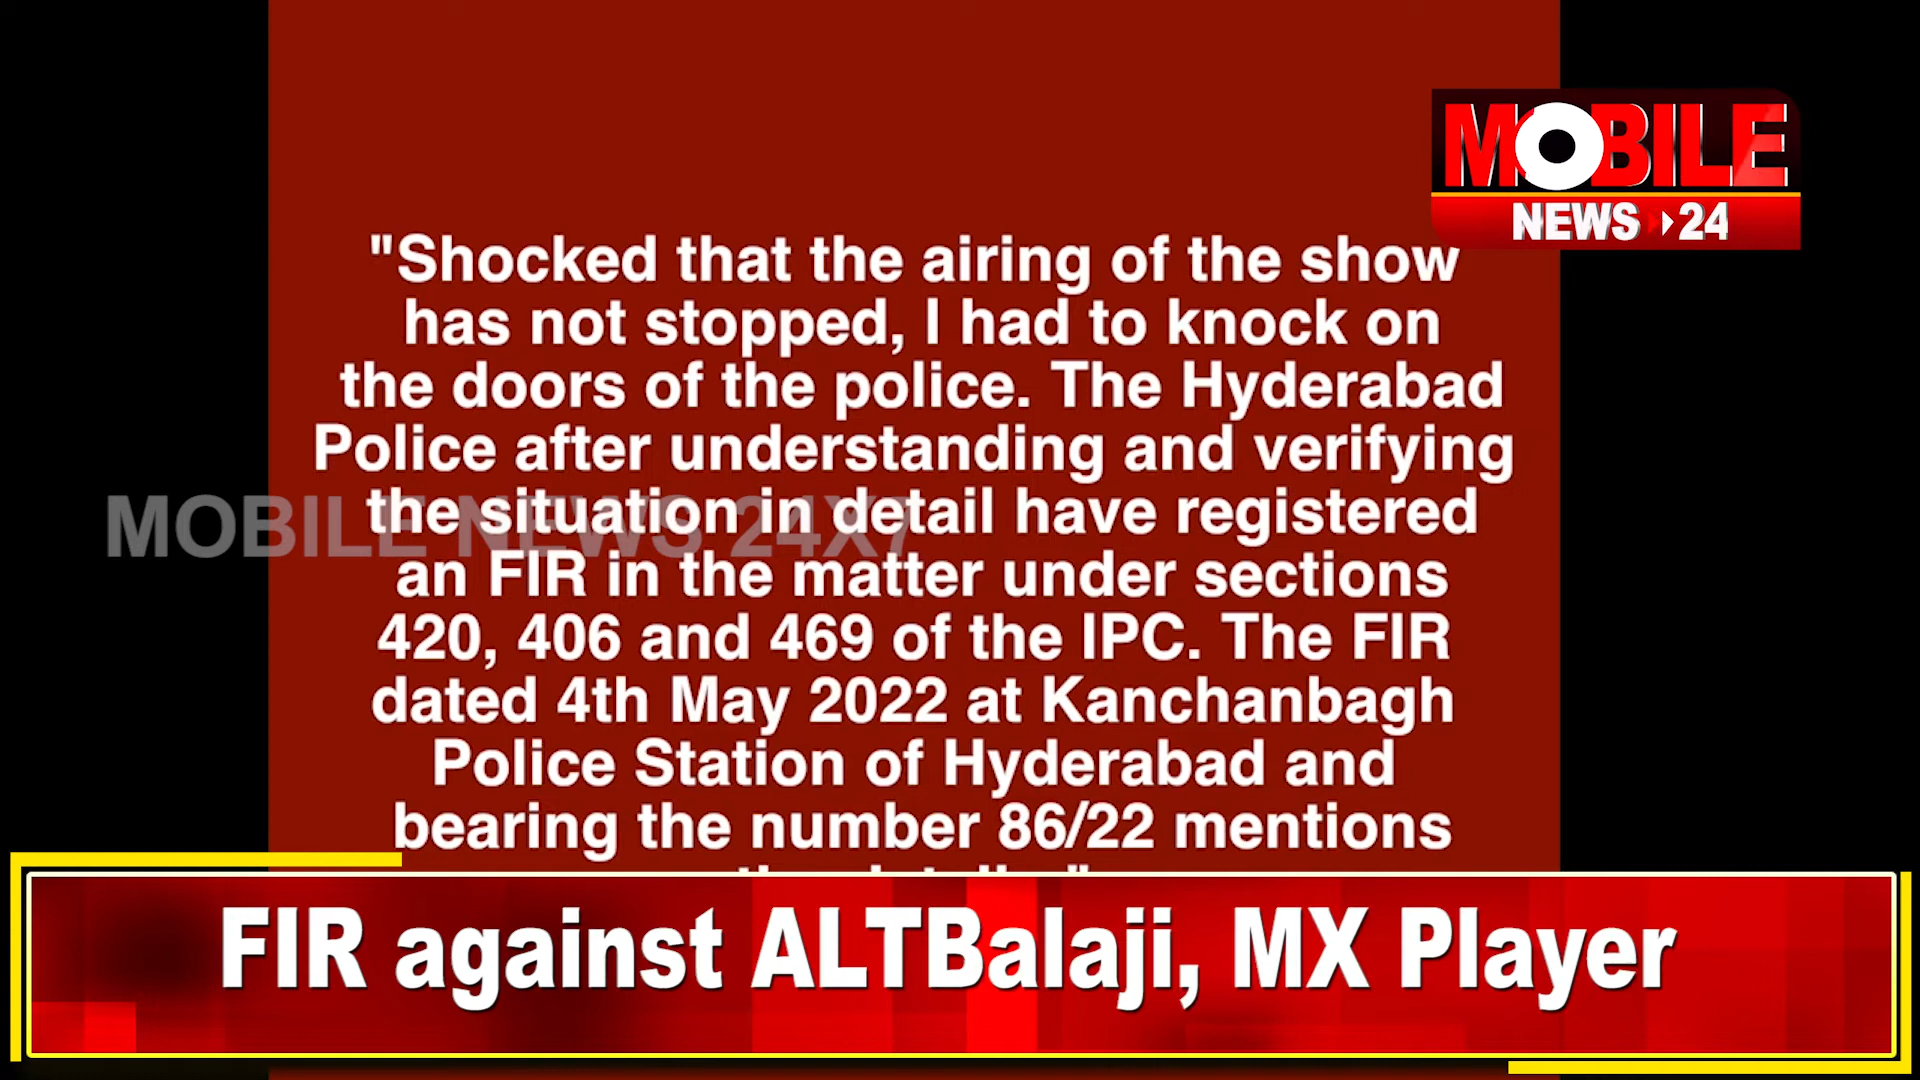 MOBILE
NEWS 24
"Shocked that the airing of the show
has not stopped, I had to knock on
the doors of the police. The Hyderabad
Police after understanding and verifying
the situation in detail have registered
MOBILE NEWS 24X7
an FIR in the matter under sections
420, 406 and 469 of the IPC. The FIR
dated 4th May 2022 at Kanchanbagh
Police Station of Hyderabad and
bearing the number 86/22 mentions
FIR against ALTBalaji, MX Player